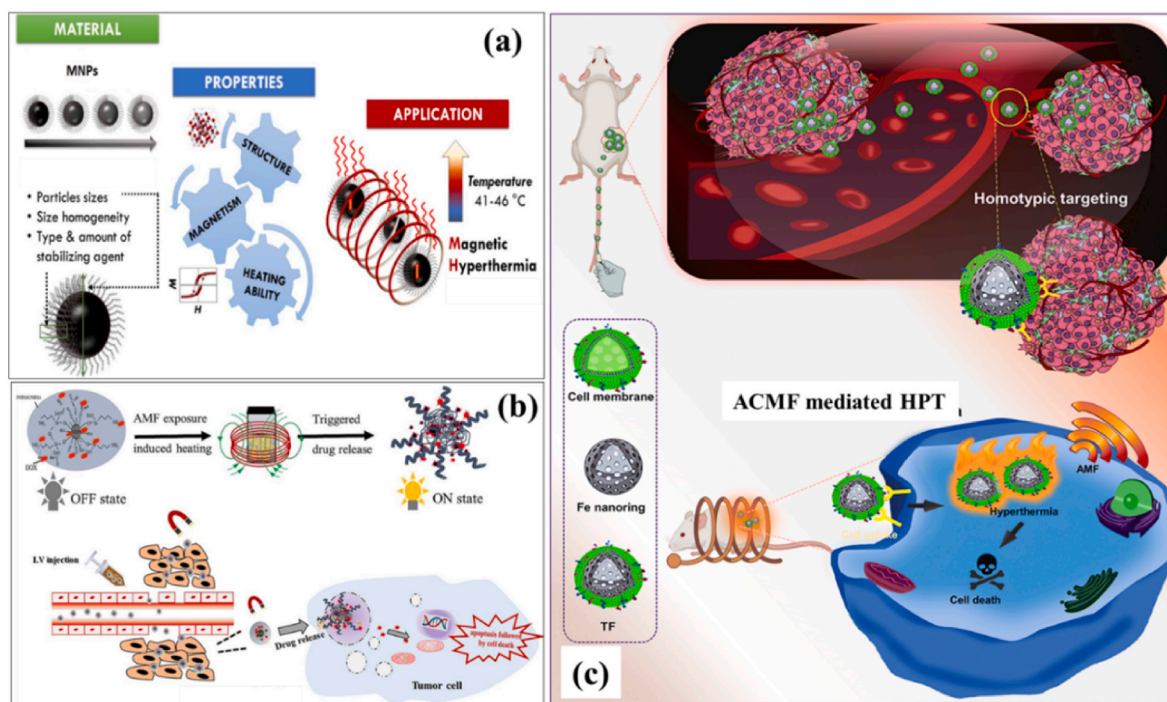 (a)
MATERIAL
MNPs
PROPERTIES
STRUCTURE
MAGNETISM
HEATING
ABILITY
M
H
APPLICATION
Temperature
41-46 °C
Magnetic
Hyperthermia
• Particles sizes
• Size homogeneity
• Type & amount of
stabilizing agent
(b)
DOX
AMF exposure
induced heating
Triggered
drug release
OFF state
ON state
I.V injection
Drug release
apoptosis followed
by cell death
Tumor cell
(c)
Homotypic targeting
Cell membrane
Fe nanoring
TF
ACMF mediated HPT
AMF
Hyperthermia
Cell death